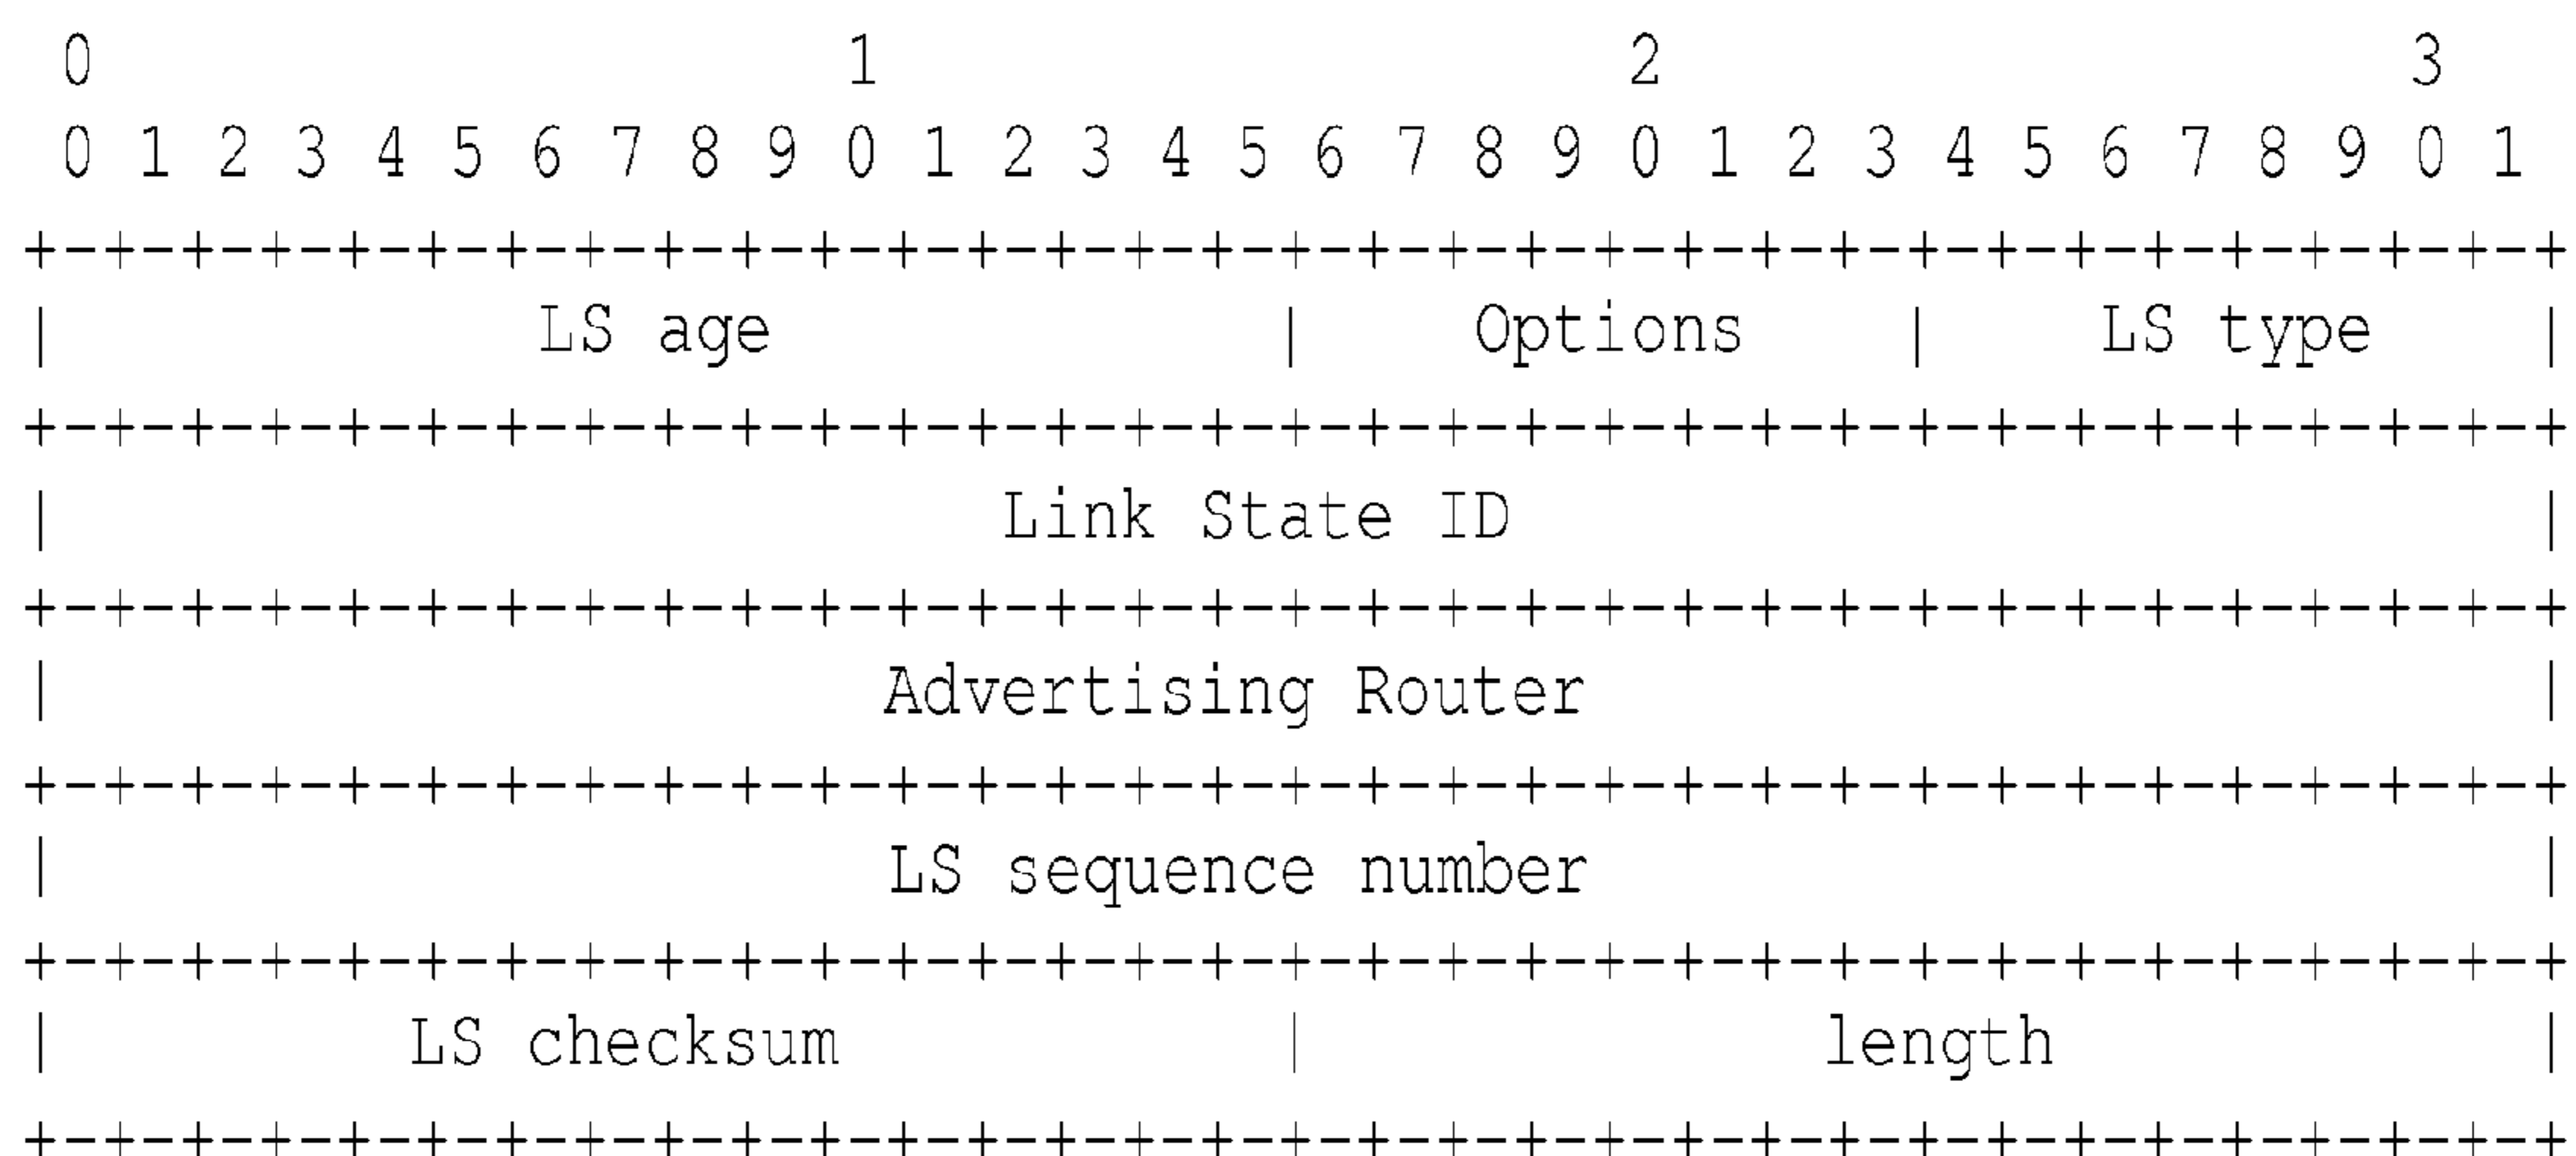 0 1 2 3
0 1 2 3 4 5 6 7 8 9 0 1 2 3 4 5 6 7 8 9 0 1 2 3 4 5 6 7 8 9 0 1
+-+-+-+-+-+-+-+-+-+-+-+-+-+-+-+-+-+-+-+-+-+-+-+-+-+-+-+-+-+-+-+-+
| LS age | Options | LS type |
+-+-+-+-+-+-+-+-+-+-+-+-+-+-+-+-+-+-+-+-+-+-+-+-+-+-+-+-+-+-+-+-+
| Link State ID |
+-+-+-+-+-+-+-+-+-+-+-+-+-+-+-+-+-+-+-+-+-+-+-+-+-+-+-+-+-+-+-+-+
| Advertising Router |
+-+-+-+-+-+-+-+-+-+-+-+-+-+-+-+-+-+-+-+-+-+-+-+-+-+-+-+-+-+-+-+-+
| LS sequence number |
+-+-+-+-+-+-+-+-+-+-+-+-+-+-+-+-+-+-+-+-+-+-+-+-+-+-+-+-+-+-+-+-+
| LS checksum | length |
+-+-+-+-+-+-+-+-+-+-+-+-+-+-+-+-+-+-+-+-+-+-+-+-+-+-+-+-+-+-+-+-+